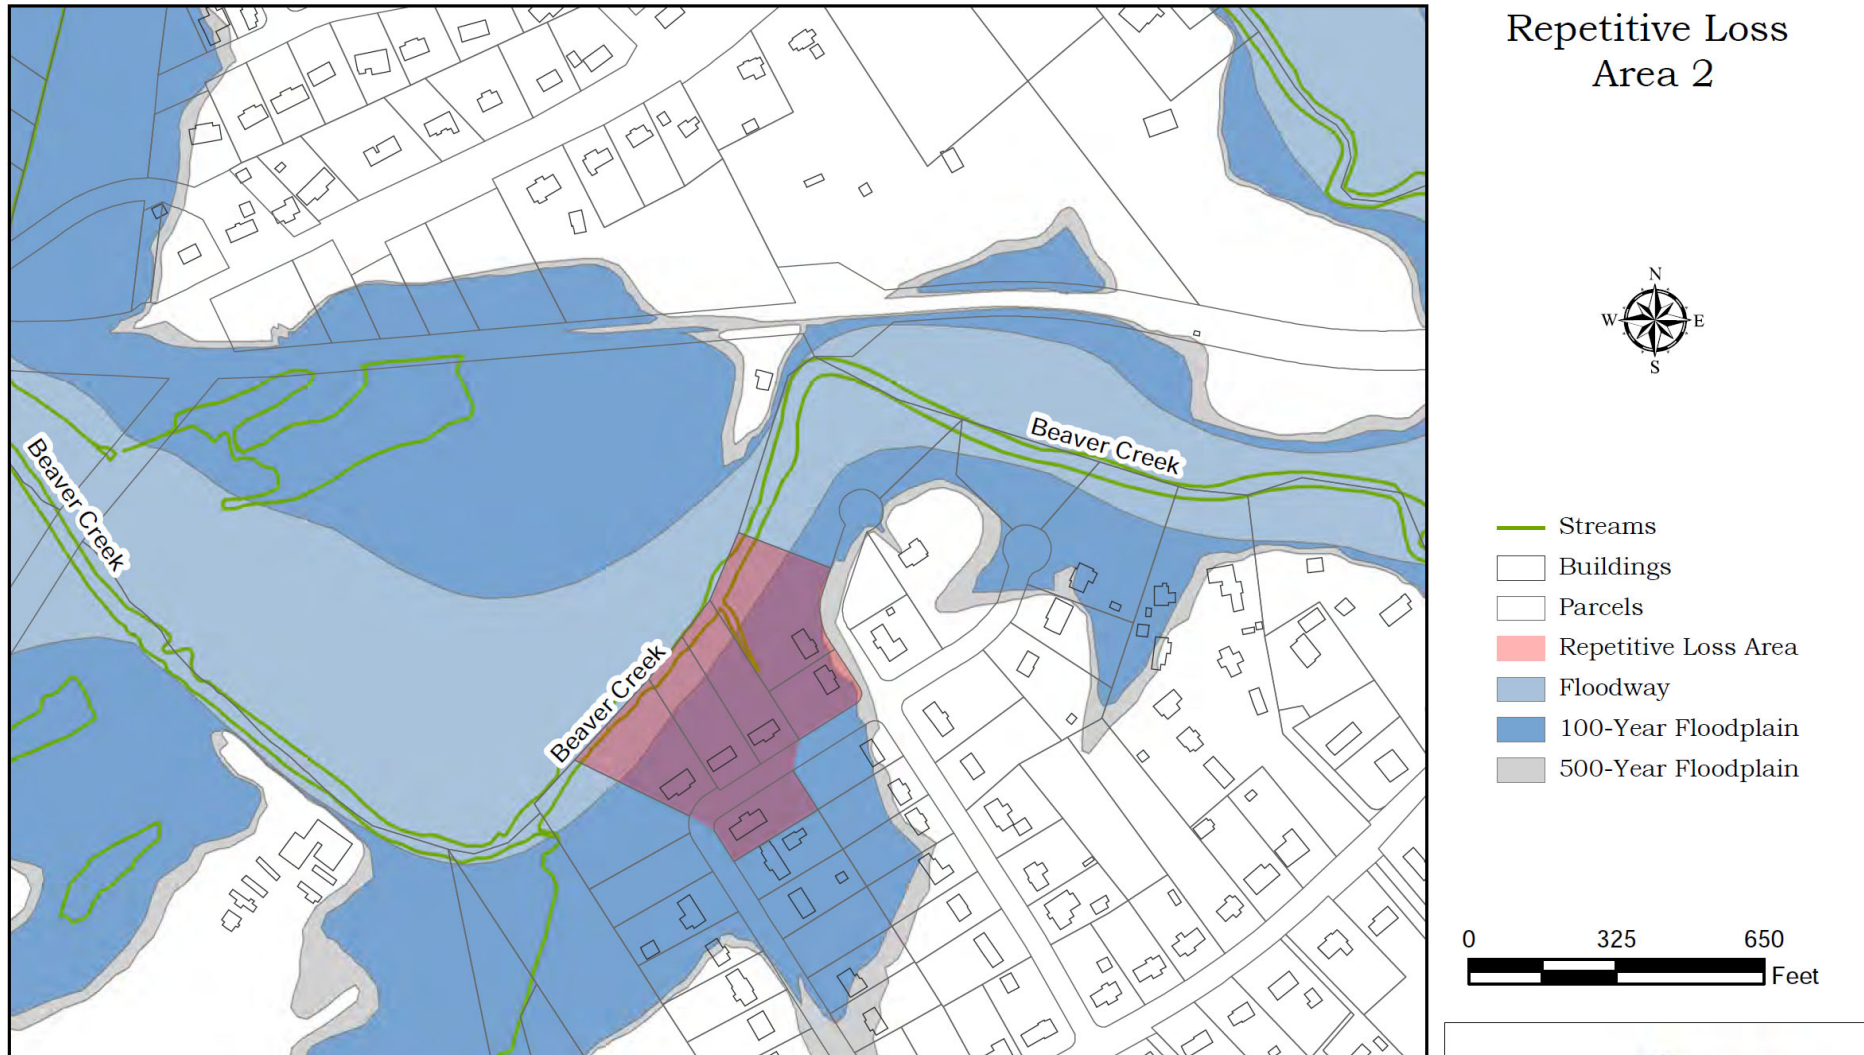 Repetitive Loss
Area 2
N
W
E
S
Beaver Creek
Beaver Creek
Beaver Creek
Streams
Buildings
Parcels
Repetitive Loss Area
Floodway
100-Year Floodplain
500-Year Floodplain
0 325 650
Feet